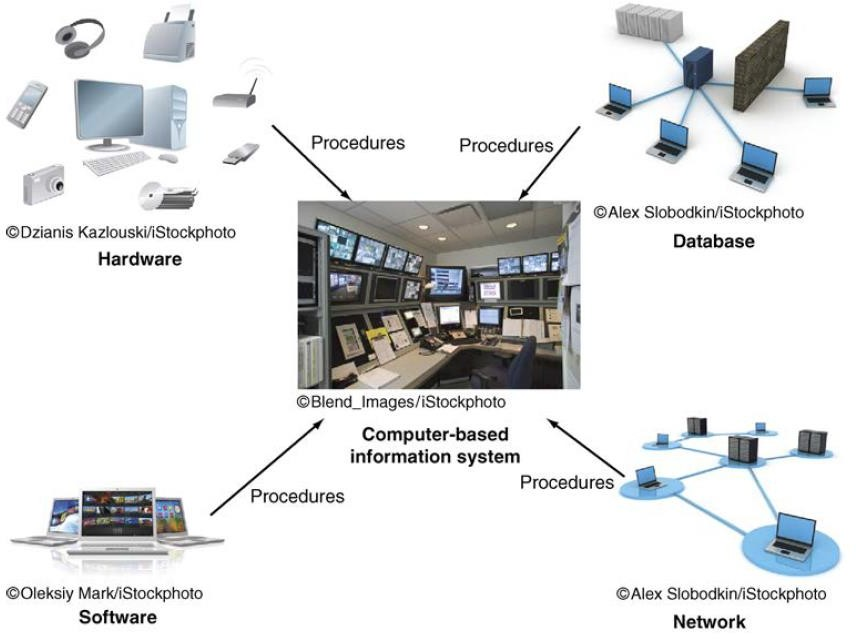 Procedures
Procedures
©Dzianis Kazlouski/iStockphoto
Hardware
©Alex Slobodkin/iStockphoto
Database
©Blend_Images/iStockphoto
Computer-based
information system
Procedures
Procedures
©Oleksiy Mark/iStockphoto
Software
©Alex Slobodkin/iStockphoto
Network